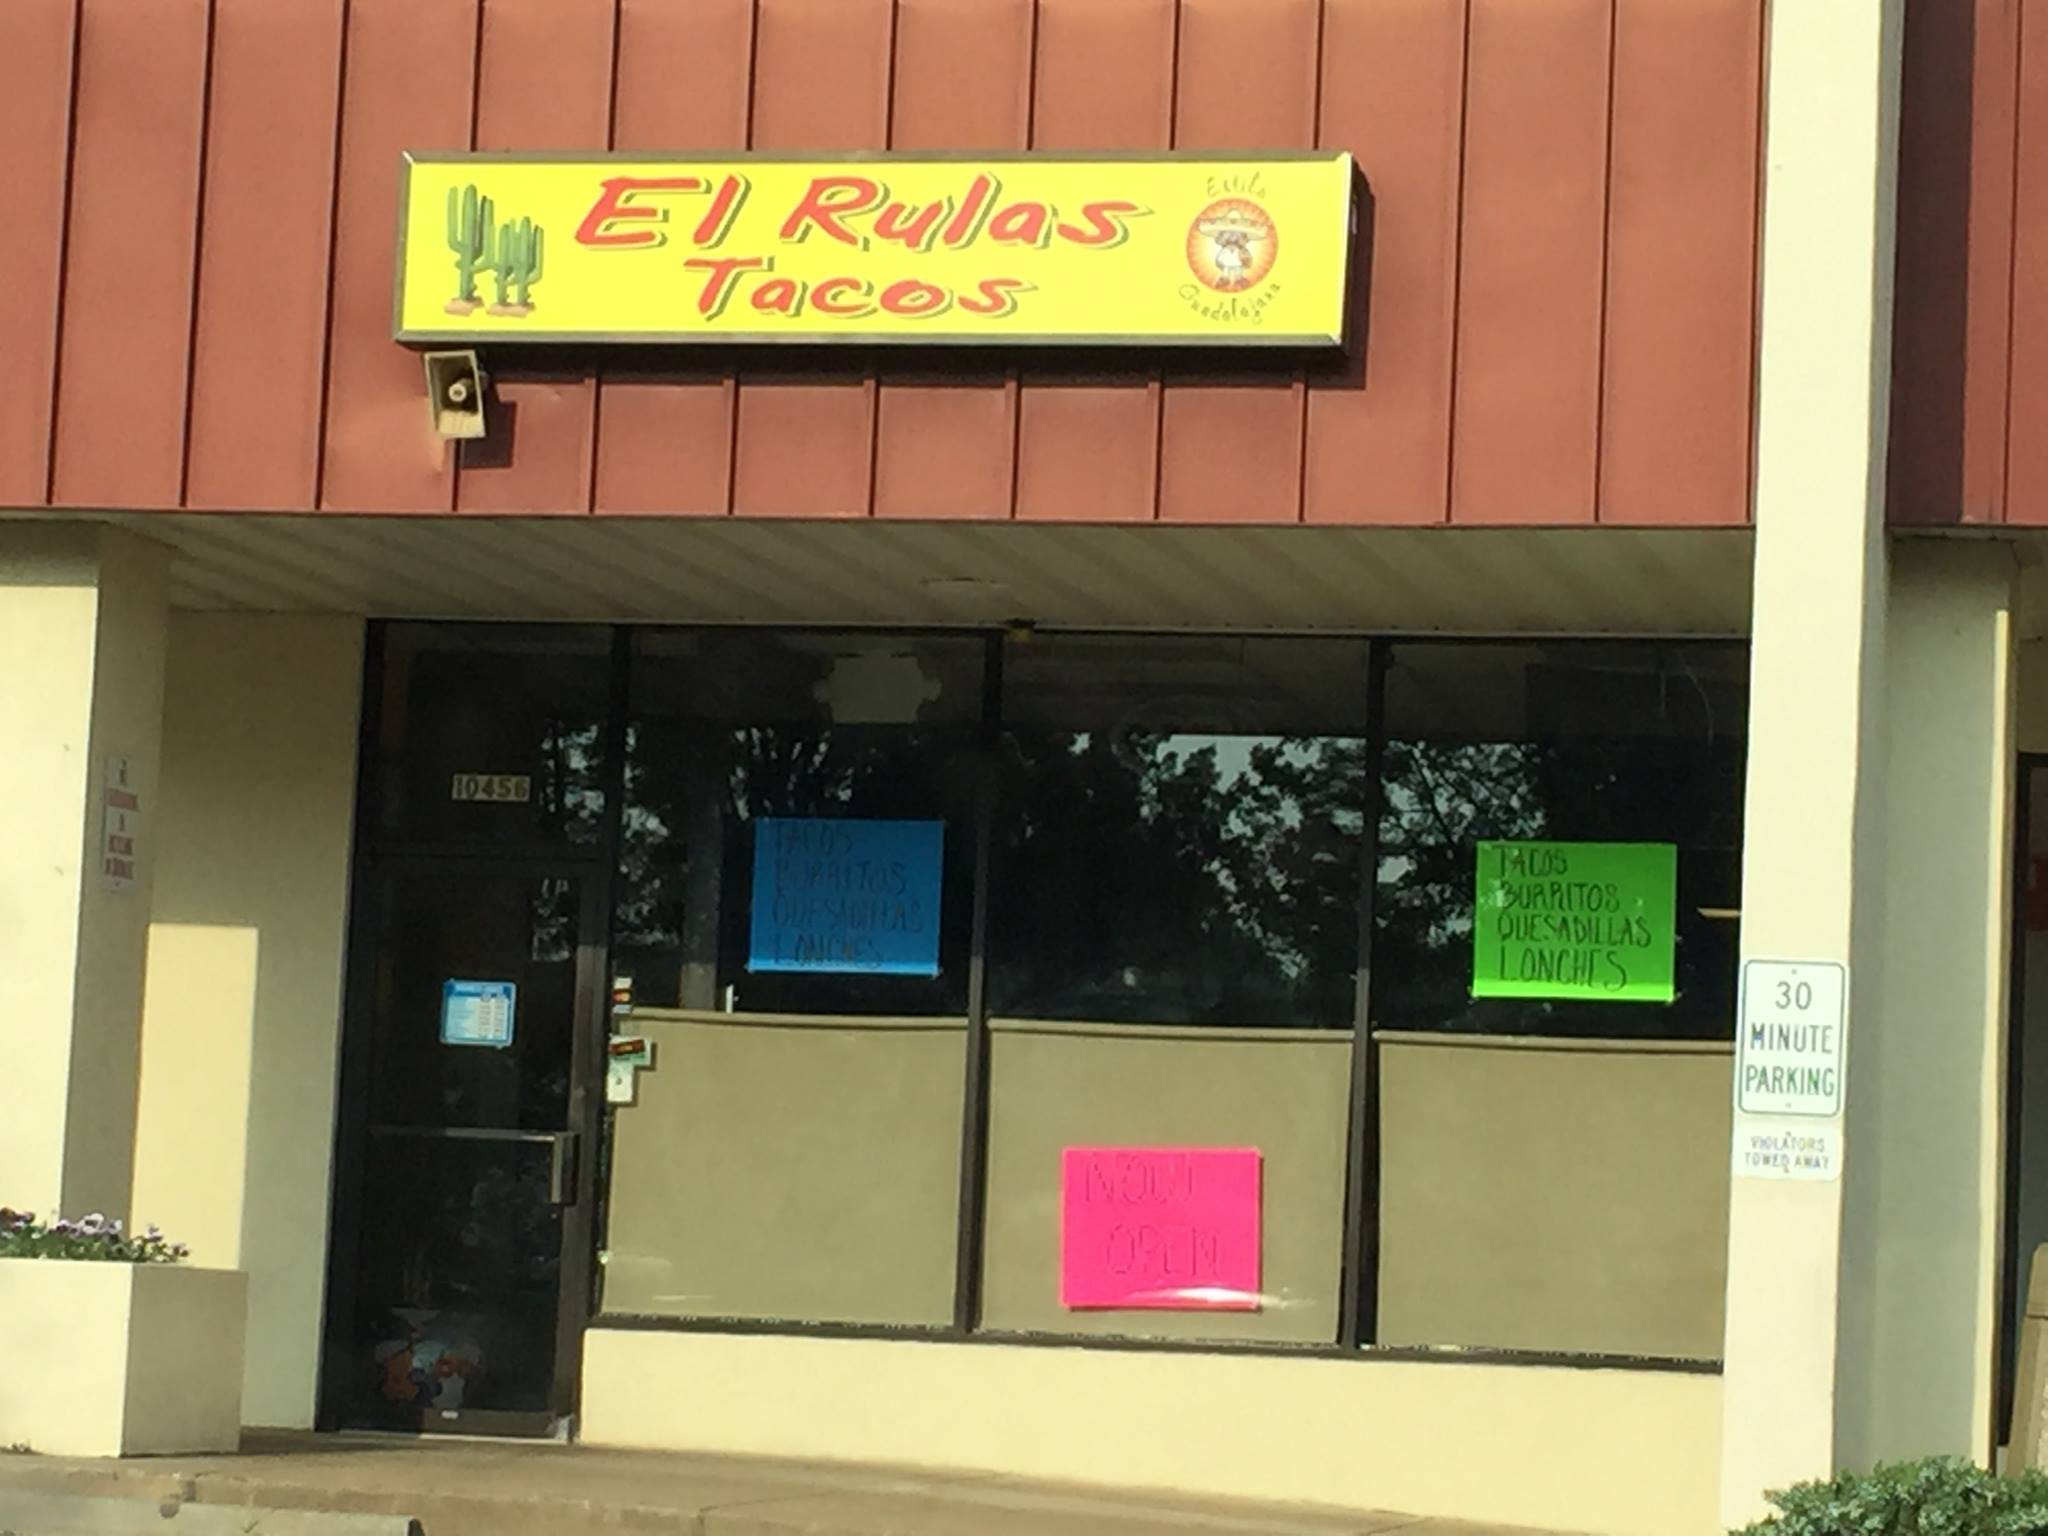 El Rulas
Tacos
Estilo
Guadalajara
10456
TACOS
BURRITOS
QUESADILLAS
LONCHES
TACOS
BURRITOS
QUESADILLAS
LONCHES
NOW
OPEN
30
MINUTE
PARKING
VIOLATORS
TOWED AWAY